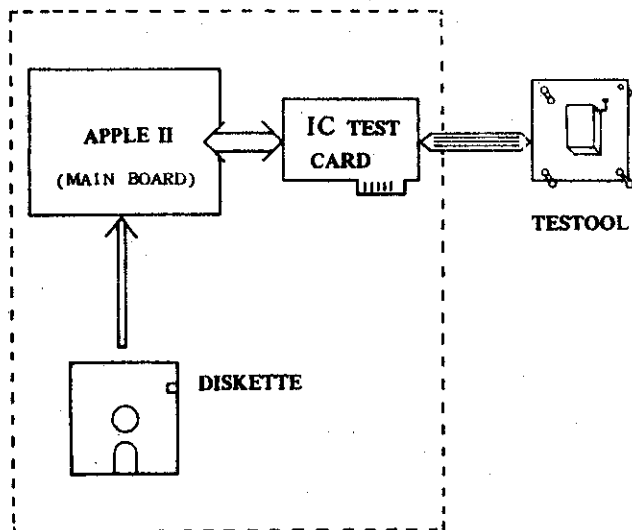 APPLE II
(MAIN BOARD)
IC TEST
CARD
TESTOOL
DISKETTE